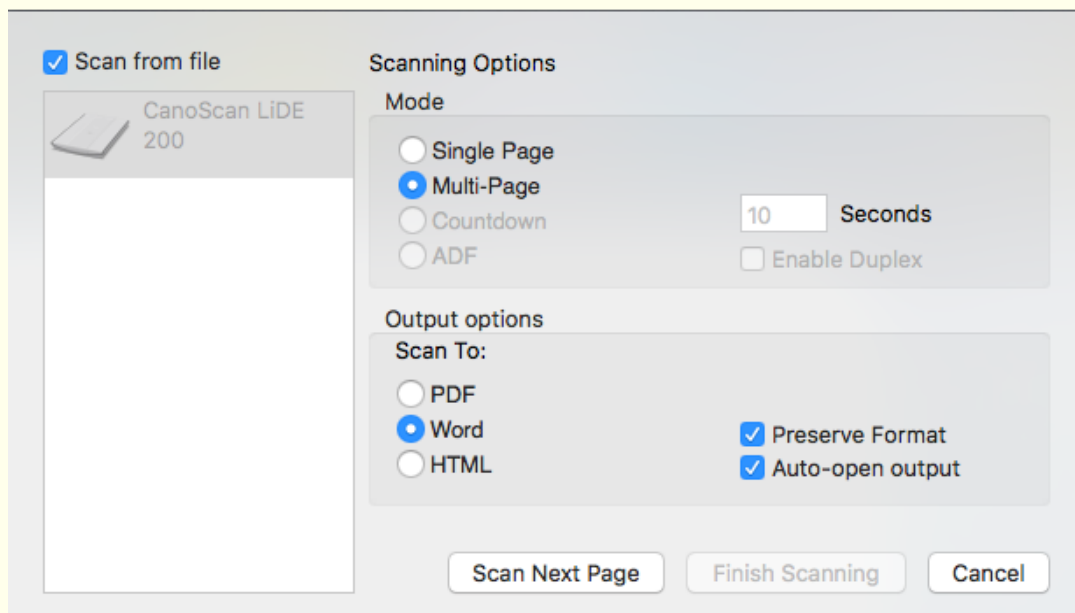 Scan from file
CanoScan LiDE
200
Scanning Options
Mode
Single Page
Multi-Page
Countdown
10 Seconds
ADF
Enable Duplex
Output options
Scan To:
PDF
Word
Preserve Format
HTML
Auto-open output
Scan Next Page
Finish Scanning
Cancel